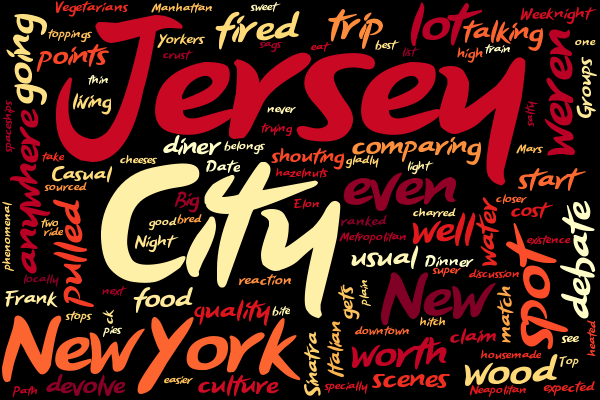 Vegetarians Manhattan sweet fired trip lot talking Weeknight
toppings going points Yorkers crust sags eat best list high train one
thin living Jersey never salty weren Groups
spaceships anywhere trying Mars
diner belongs shouting comparing
take Casual cheeses Date hazelnuts gladly light start
sourced City Big Elon even closer cost
phenomenal two ride pulled good bred Night ranked charred well water existence debate
Metropolitan usual Dinner super discussion spot
locally next food reaction New
Frank stops pies quality bite gets plain hitch match see heated
New York Sinatra Italian downtown worth claim housemade Top
Path devolve easier culture specially scenes wood Neapolitan expected